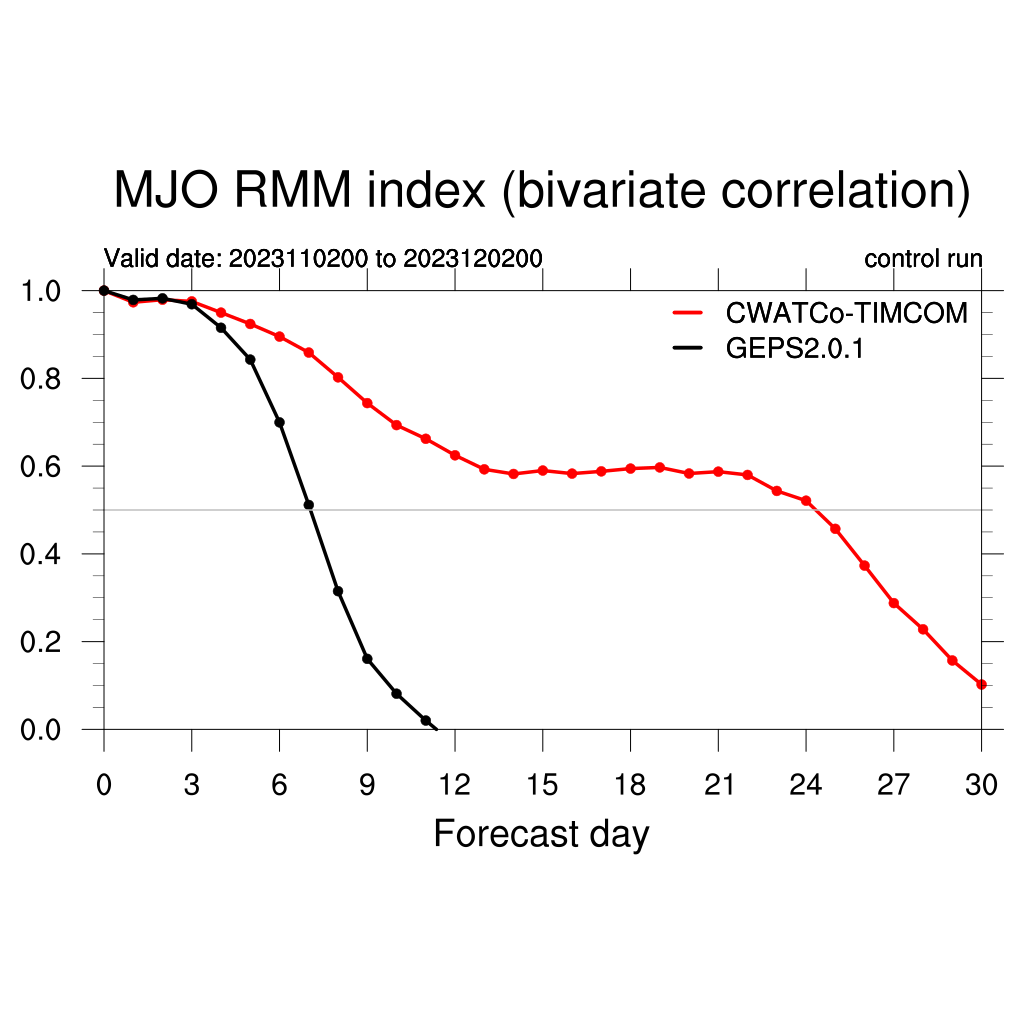 MJO RMM index (bivariate correlation)
Valid date: 2023110200 to 2023120200 control run
1.0
CWATCo-TIMCOM
GEPS2.0.1
0.8
0.6
0.4
0.2
0.0
0 3 6 9 12 15 18 21 24 27 30
Forecast day